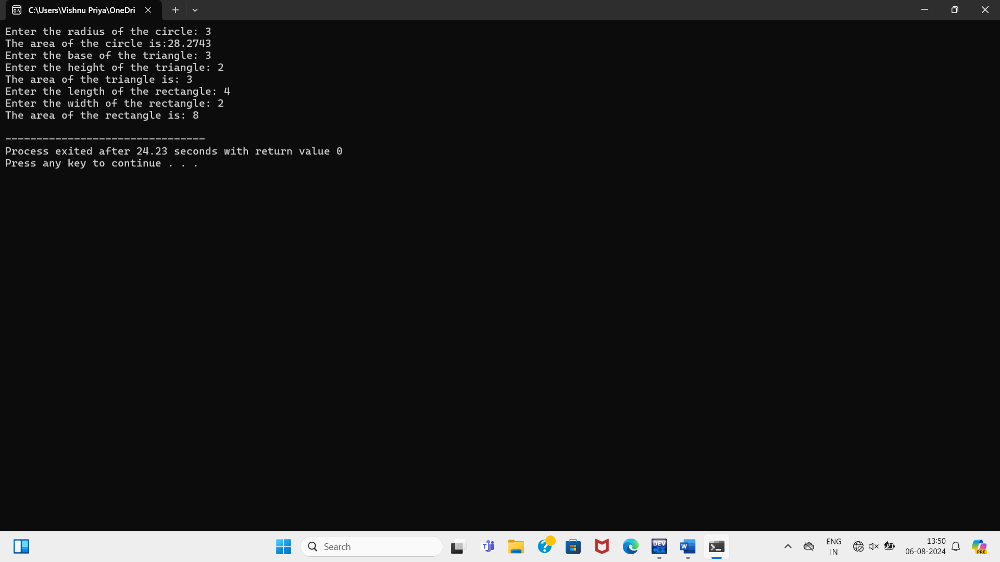 C:\Users\Vishnu Priya\OneDri
Enter the radius of the circle: 3
The area of the circle is:28.2743
Enter the base of the triangle: 3
Enter the height of the triangle: 2
The area of the triangle is: 3
Enter the length of the rectangle: 4
Enter the width of the rectangle: 2
The area of the rectangle is: 8
--------------------------------
Process exited after 24.23 seconds with return value 0
Press any key to continue . . .
Search
DEV
C++
ENG
IN
13:50
06-08-2024
PRE